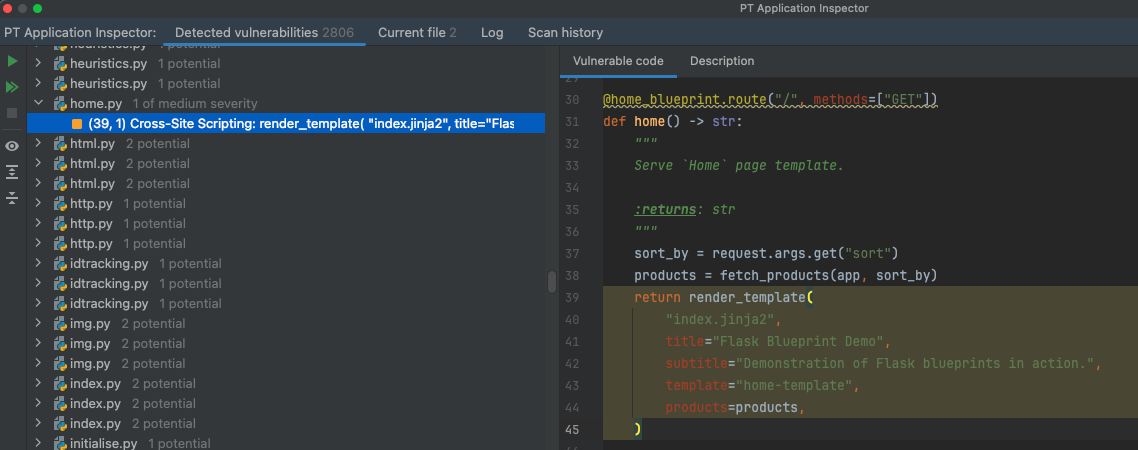 PT Application Inspector
PT Application Inspector: Detected vulnerabilities 2806 Current file 2 Log Scan history
heuristics.py 1 potential
heuristics.py 1 potential
heuristics.py 1 potential
home.py 1 of medium severity
(39, 1) Cross-Site Scripting: render_template( "index.jinja2", title="Flas
html.py 2 potential
html.py 2 potential
html.py 2 potential
http.py 1 potential
http.py 1 potential
http.py 1 potential
idtracking.py 1 potential
idtracking.py 1 potential
idtracking.py 1 potential
img.py 2 potential
img.py 2 potential
img.py 2 potential
index.py 2 potential
index.py 2 potential
index.py 2 potential
initialise.py 1 potential
Vulnerable code Description
29
30 @home_blueprint.route("/", methods=["GET"])
31 def home() -> str:
32 """
33 Serve `Home` page template.
34
35 :returns: str
36 """
37 sort_by = request.args.get("sort")
38 products = fetch_products(app, sort_by)
39 return render_template(
40 "index.jinja2",
41 title="Flask Blueprint Demo",
42 subtitle="Demonstration of Flask blueprints in action.",
43 template="home-template",
44 products=products,
45 )
46